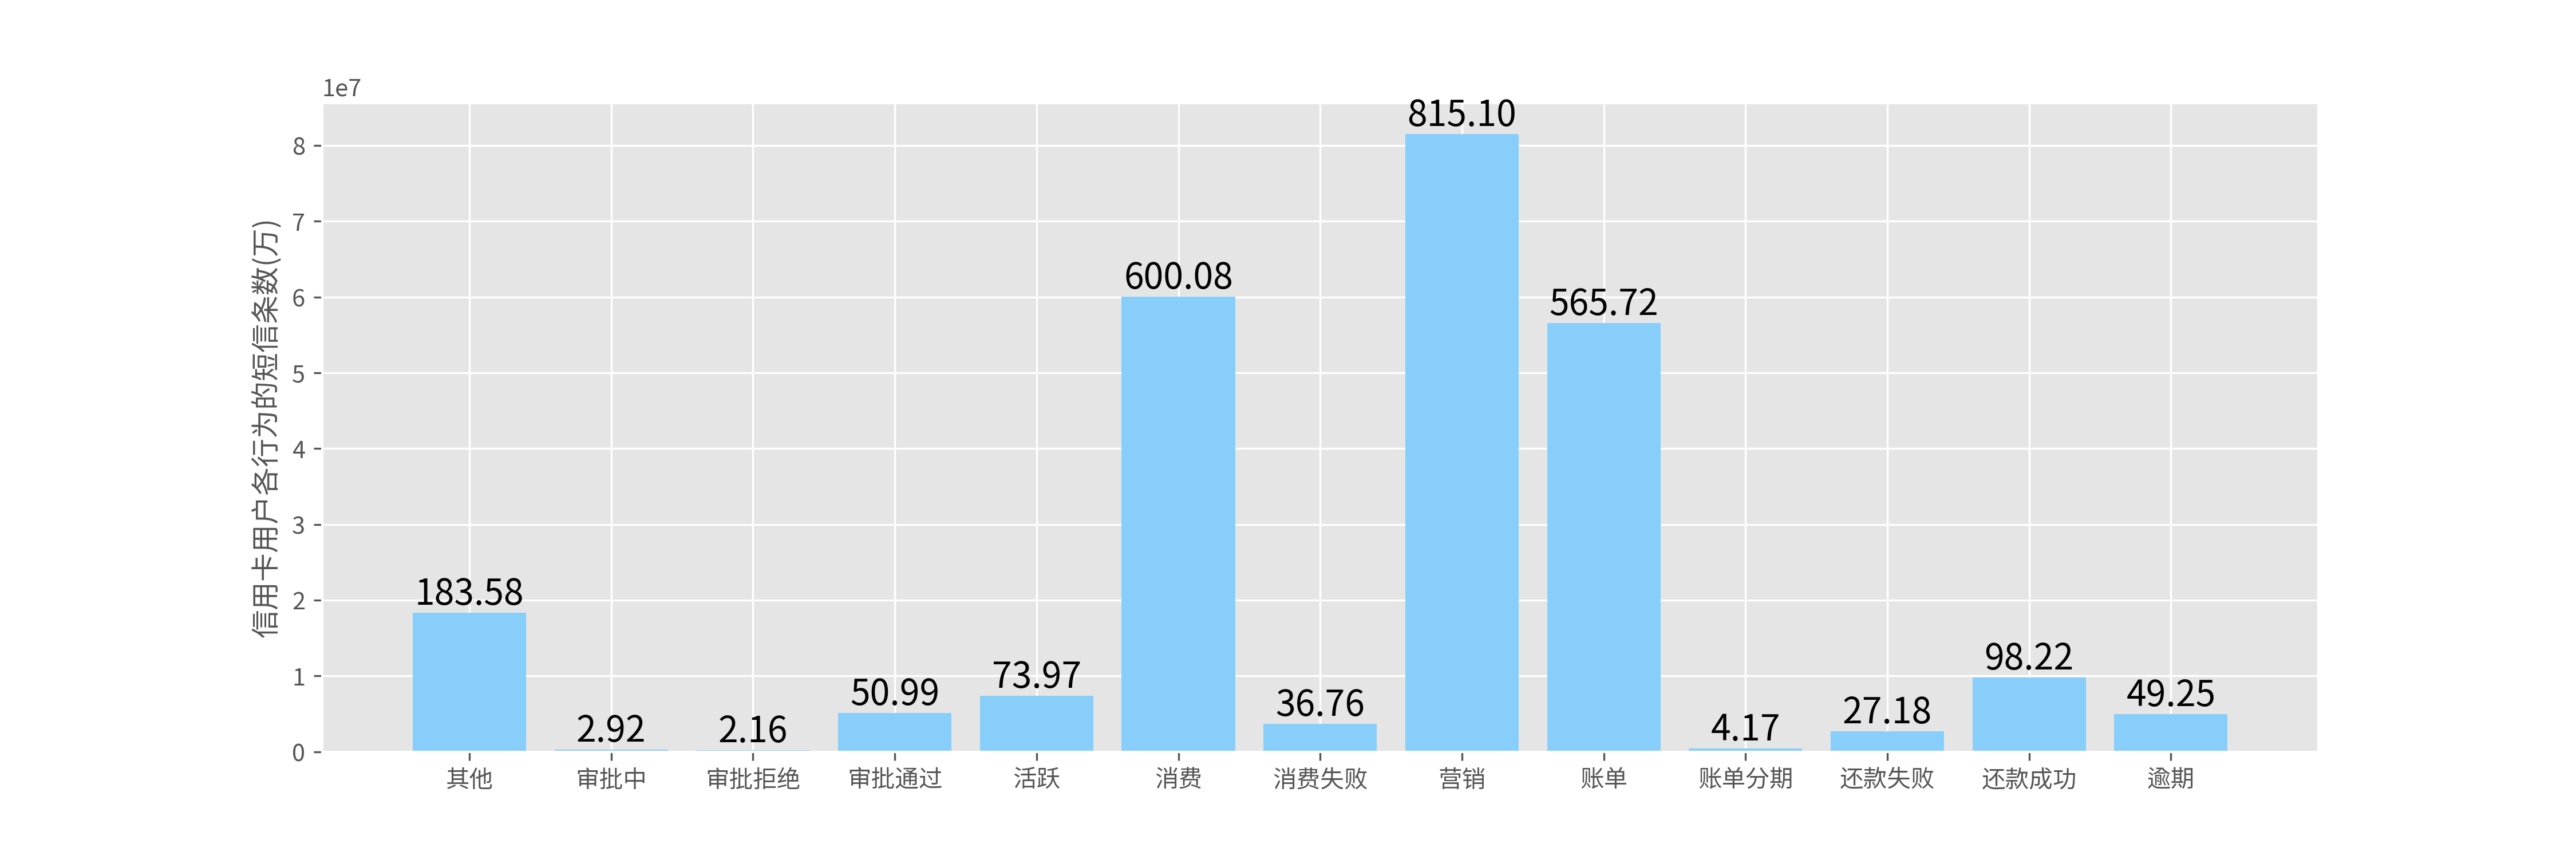 1e7
信用卡用户各行为的短信条数(万)
8
7
6
5
4
3
2
1
0
183.58
2.92
2.16
50.99
73.97
600.08
36.76
815.10
565.72
4.17
27.18
98.22
49.25
其他
审批中
审批拒绝
审批通过
活跃
消费
消费失败
营销
账单
账单分期
还款失败
还款成功
逾期